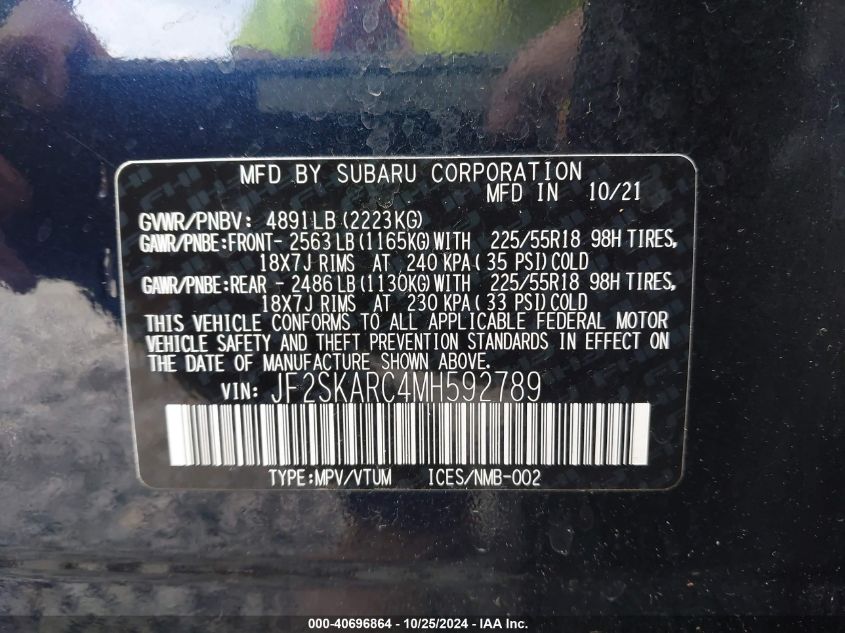 MFD BY SUBARU CORPORATION
MFD IN 10/21
GVWR/PNBV: 4891LB (2223KG)
GAWR/PNBE:FRONT- 2563 LB (1165KG) WITH 225/55R18 98H TIRES,
18X7J RIMS AT 240 KPA ( 35 PSI) COLD
GAWR/PNBE:REAR - 2486 LB (1130KG) WITH 225/55R18 98H TIRES,
18X7J RIMS AT 230 KPA ( 33 PSI) COLD
THIS VEHICLE CONFORMS TO ALL APPLICABLE FEDERAL MOTOR
VEHICLE SAFETY AND THEFT PREVENTION STANDARDS IN EFFECT ON
THE DATE OF MANUFACTURE SHOWN ABOVE.
VIN: JF2SKARC4MH592789
TYPE:MPV/VTUM ICES/NMB-002
000-40696864 - 10/25/2024 - IAA Inc.